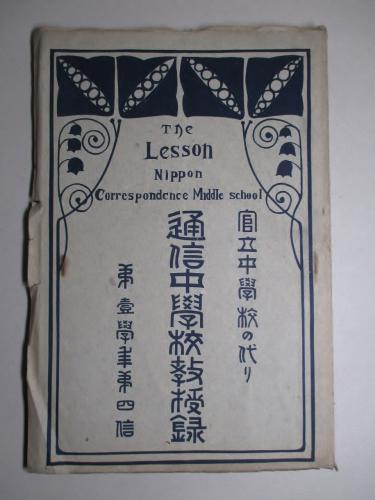 The
Lesson
Nippon
Correspondence Middle school
官立中學校の代り
通信中學校教授録
第壹學年第四信